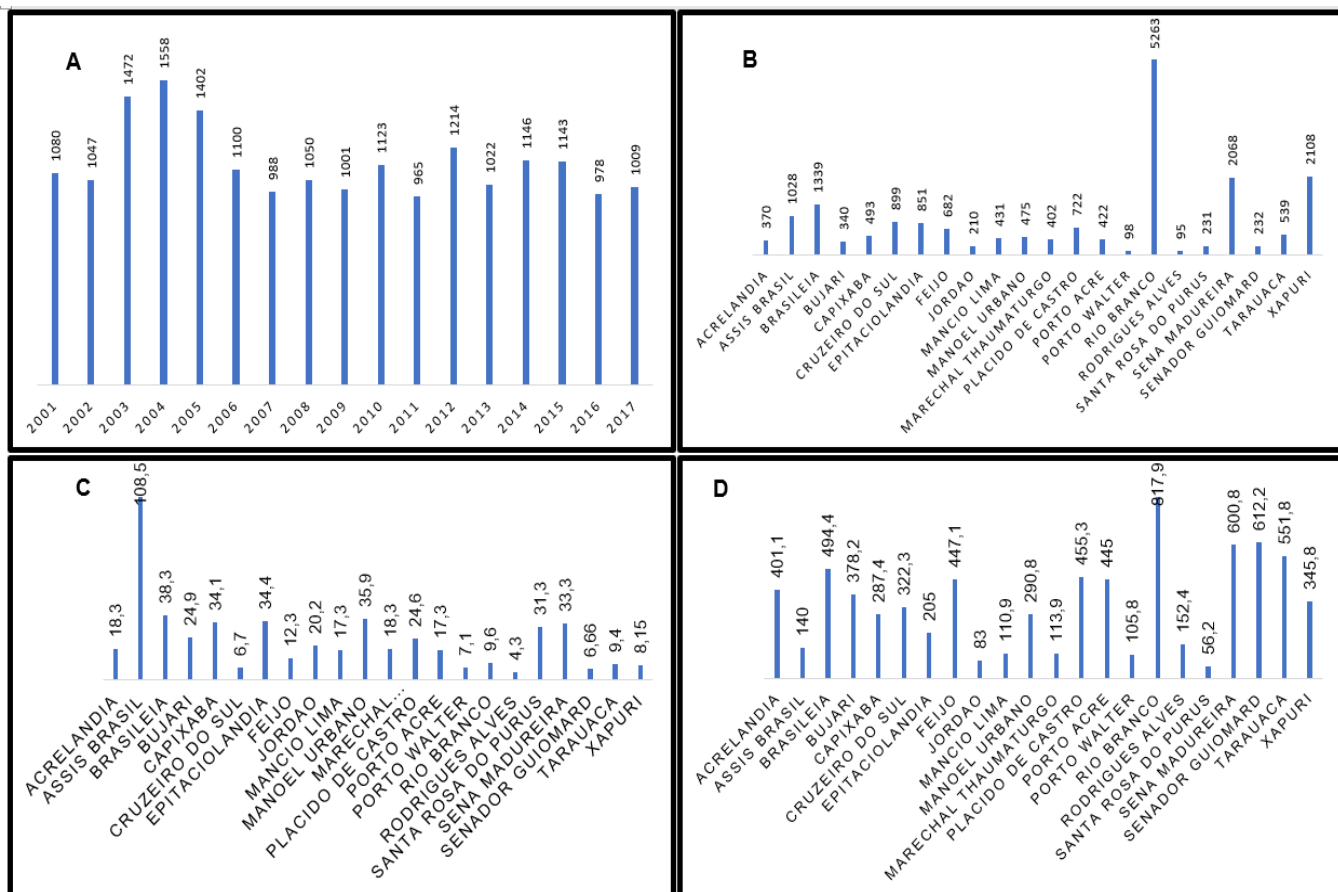 A
1080
1047
1472
1558
1402
1100
988
1050
1001
1123
965
1214
1022
1146
1143
978
1009
2001
2002
2003
2004
2005
2006
2007
2008
2009
2010
2011
2012
2013
2014
2015
2016
2017
B
370
1028
1339
340
493
899
851
682
210
431
475
402
722
422
98
5263
95
231
2068
232
539
2108
ACRELANDIA
ASSIS BRASIL
BRASILEIA
BUJARI
CAPIXABA
CRUZEIRO DO SUL
EPITACIOLANDIA
FEIJO
JORDAO
MANCIO LIMA
MANOEL URBANO
MARECHAL THAUMATURGO
PLACIDO DE CASTRO
PORTO ACRE
PORTO WALTER
RIO BRANCO
RODRIGUES ALVES
SANTA ROSA DO PURUS
SENA MADUREIRA
SENADOR GUIOMARD
TARAUACA
XAPURI
C
18,3
108,5
38,3
24,9
34,1
6,7
34,4
12,3
20,2
17,3
35,9
18,3
24,6
17,3
7,1
9,6
4,3
31,3
33,3
6,66
9,4
8,15
ACRELANDIA
ASSIS BRASIL
BRASILEIA
BUJARI
CAPIXABA
CRUZEIRO DO SUL
EPITACIOLANDIA
FEIJO
JORDAO
MANCIO LIMA
MANOEL URBANO
MARECHAL...
PLACIDO DE CASTRO
PORTO ACRE
PORTO WALTER
RIO BRANCO
RODRIGUES ALVES
SANTA ROSA DO PURUS
SENA MADUREIRA
SENADOR GUIOMARD
TARAUACA
XAPURI
D
401,1
140
494,4
378,2
287,4
322,3
205
447,1
83
110,9
290,8
113,9
455,3
445
105,8
817,9
152,4
56,2
600,8
612,2
551,8
345,8
ACRELANDIA
ASSIS BRASIL
BRASILEIA
BUJARI
CAPIXABA
CRUZEIRO DO SUL
EPITACIOLANDIA
FEIJO
JORDAO
MANCIO LIMA
MANOEL URBANO
MARECHAL THAUMATURGO
PLACIDO DE CASTRO
PORTO ACRE
PORTO WALTER
RIO BRANCO
RODRIGUES ALVES
SANTA ROSA DO PURUS
SENA MADUREIRA
SENADOR GUIOMARD
TARAUACA
XAPURI